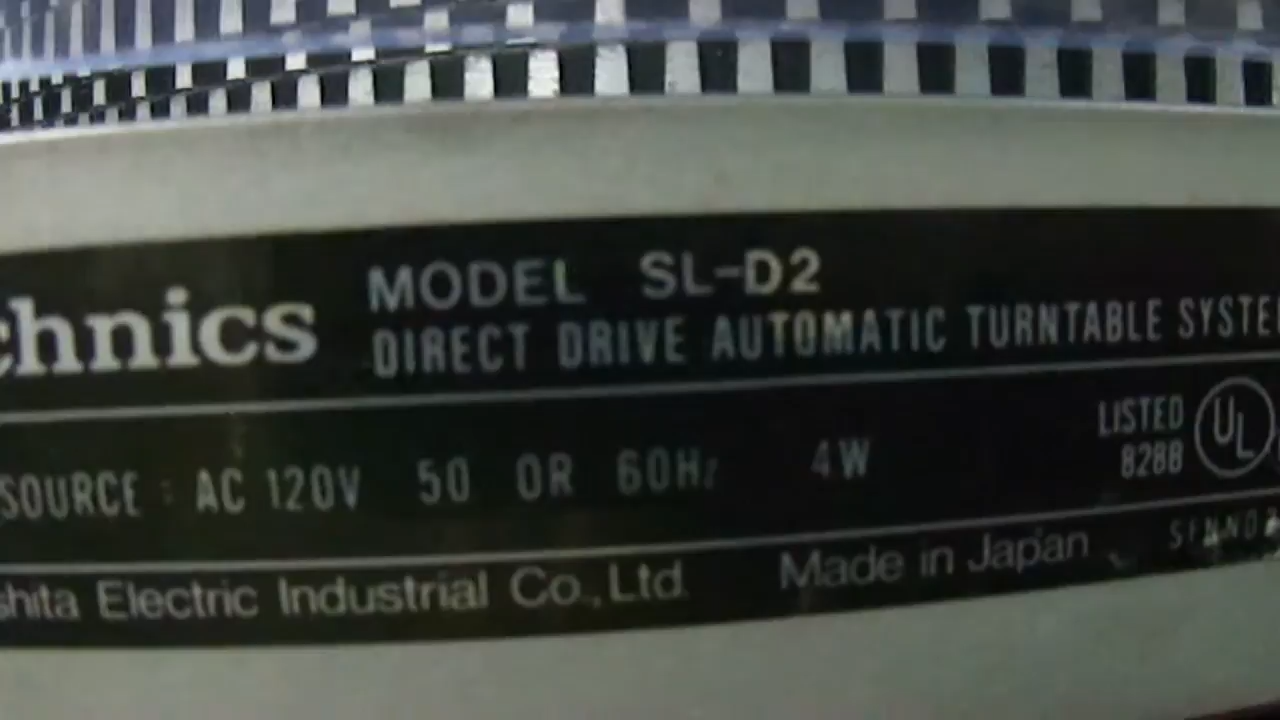 chnics MODEL SL-D2
DIRECT DRIVE AUTOMATIC TURNTABLE SYSTE
SOURCE : AC 120V 50 OR 60Hz 4W
LISTED
828B
UL
shita Electric Industrial Co., Ltd. Made in Japan